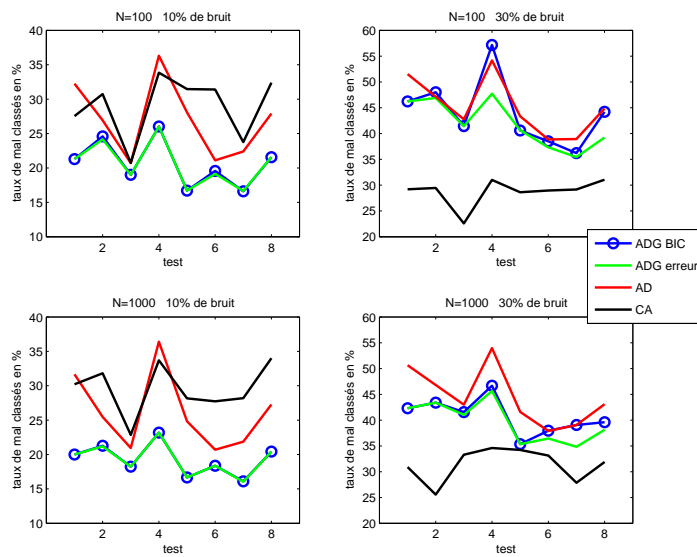 N=100 10% de bruit
40
35
30
25
20
15
10
taux de mal classés en %
2 4 6 8
test
N=100 30% de bruit
60
55
50
45
40
35
30
25
20
taux de mal classés en %
2 4 6 8
test
ADG BIC
ADG erreur
AD
CA
N=1000 10% de bruit
40
35
30
25
20
15
10
taux de mal classés en %
2 4 6 8
test
N=1000 30% de bruit
60
55
50
45
40
35
30
25
20
taux de mal classés en %
2 4 6 8
test